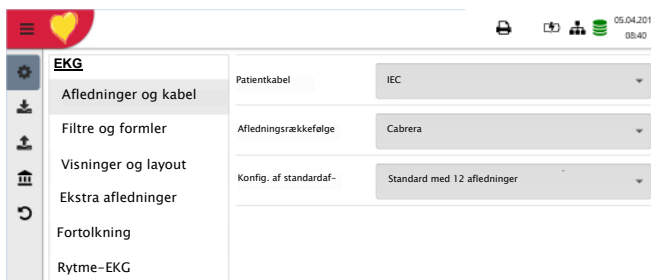 05.04.201
08:40
EKG
Afledninger og kabel
Filtre og formler
Visninger og layout
Ekstra afledninger
Fortolkning
Rytme-EKG
Patientkabel
IEC
Afledningsrækkefølge
Cabrera
Konfig. af standardaf-
Standard med 12 afledninger